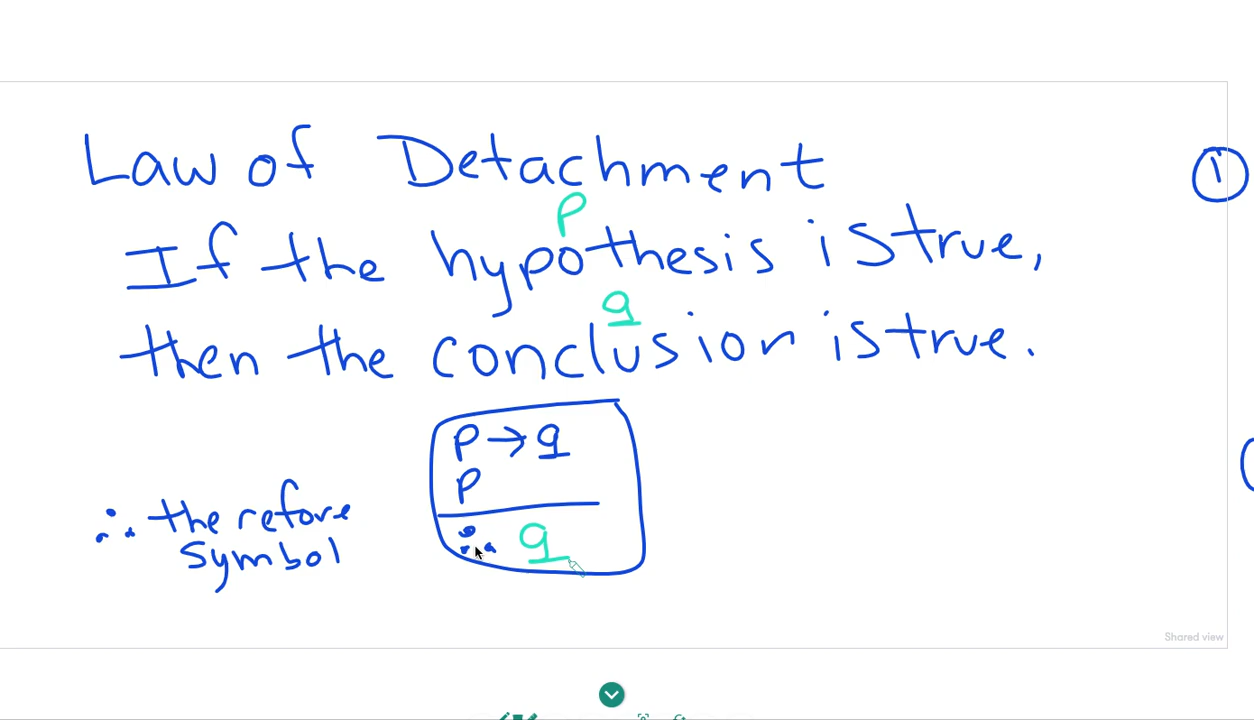 Law of Detachment
①
p
If the hypothesis is true,
q
then the conclusion is true.
p → q
p
∴ q
∴ therefore
symbol
Shared view